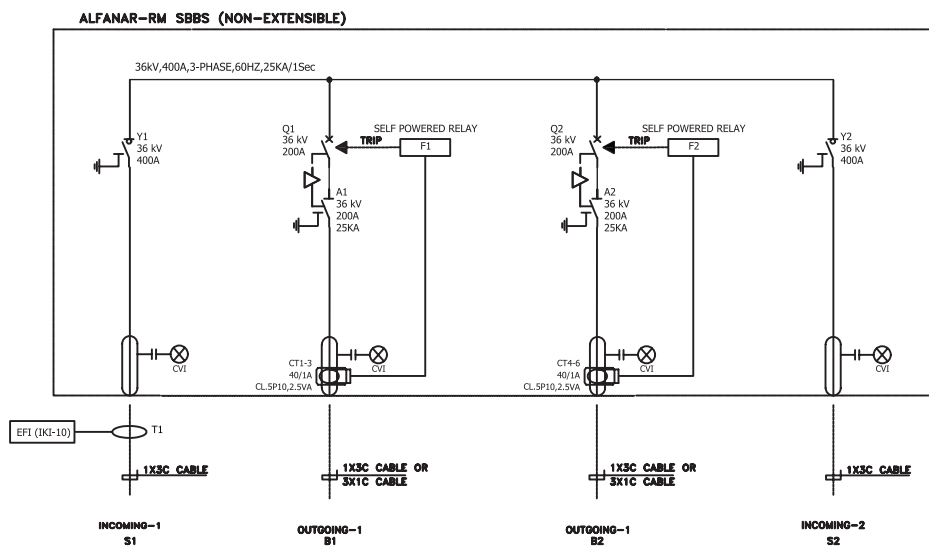 ALFANAR-RM SBBS (NON-EXTENSIBLE)
36kV,400A,3-PHASE,60HZ,25KA/1Sec
Y1
36 kV
400A
Q1
36 kV
200A
TRIP
SELF POWERED RELAY
F1
A1
36 kV
200A
25KA
Q2
36 kV
200A
TRIP
SELF POWERED RELAY
F2
A2
36 kV
200A
25KA
Y2
36 kV
400A
CVI
CT1-3
40/1A
CL.5P10,2.5VA
CVI
CT4-6
40/1A
CL.5P10,2.5VA
CVI
CVI
EFI (IKI-10)
T1
1X3C CABLE
1X3C CABLE OR
3X1C CABLE
1X3C CABLE OR
3X1C CABLE
1X3C CABLE
INCOMING-1
S1
OUTGOING-1
B1
OUTGOING-1
B2
INCOMING-2
S2